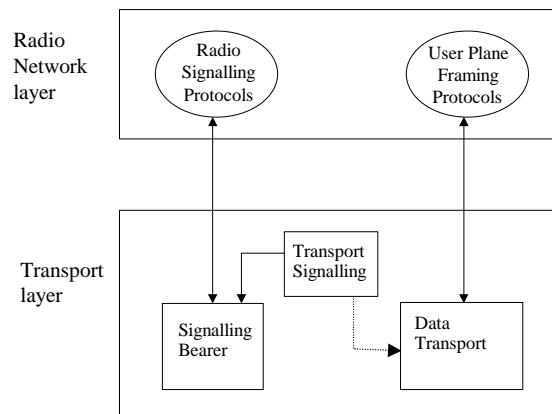 Radio
Network
layer
Radio
Signalling
Protocols
User Plane
Framing
Protocols
Transport
layer
Transport
Signalling
Signalling
Bearer
Data
Transport